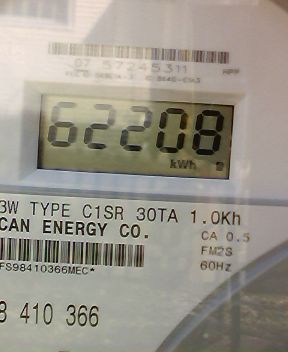 07 57245311
62208
kWh
3W TYPE C1SR 30TA 1.0Kh
CAN ENERGY CO. CA 0.5
FM2S
FS98410366MEC* 60Hz
8 410 366